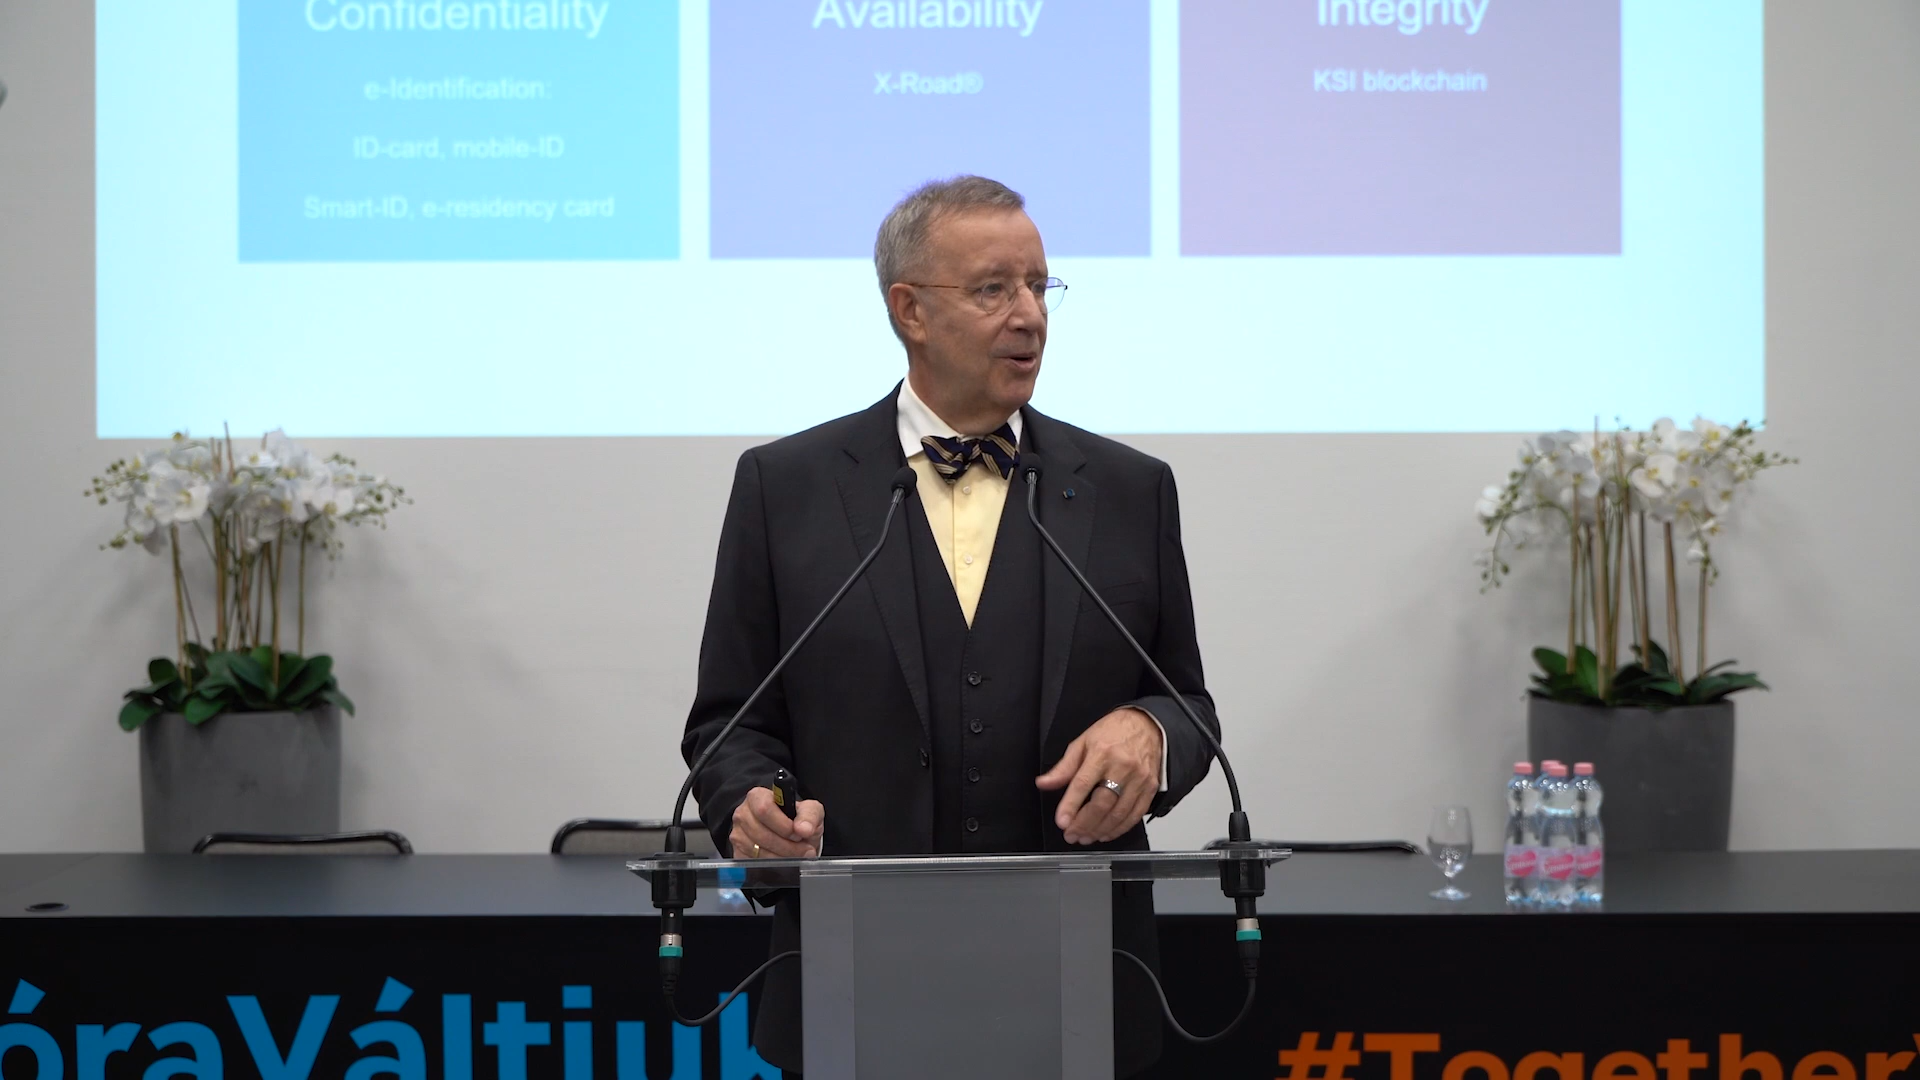 Confidentiality
e-Identification:
ID-card, mobile-ID
Smart-ID, e-residency card
Availability
X-Road®
Integrity
KSI blockchain
óraVáltjuk
#Together